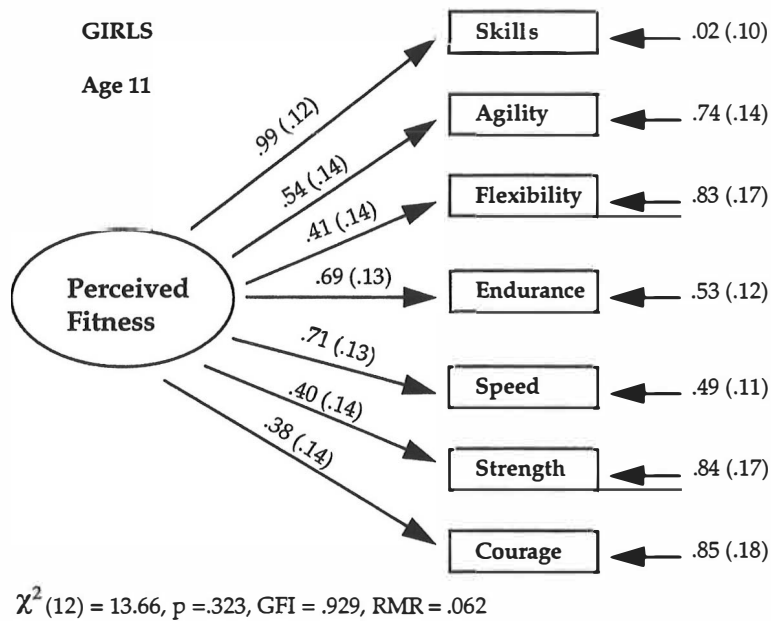 GIRLS
Age 11
Perceived
Fitness
.99 (.12)
.54 (.14)
.41 (.14)
.69 (.13)
.71 (.13)
.40 (.14)
.38 (.14)
Skills
.02 (.10)
Agility
.74 (.14)
Flexibility
.83 (.17)
Endurance
.53 (.12)
Speed
.49 (.11)
Strength
.84 (.17)
Courage
.85 (.18)
χ² (12) = 13.66, p =.323, GFI = .929, RMR = .062